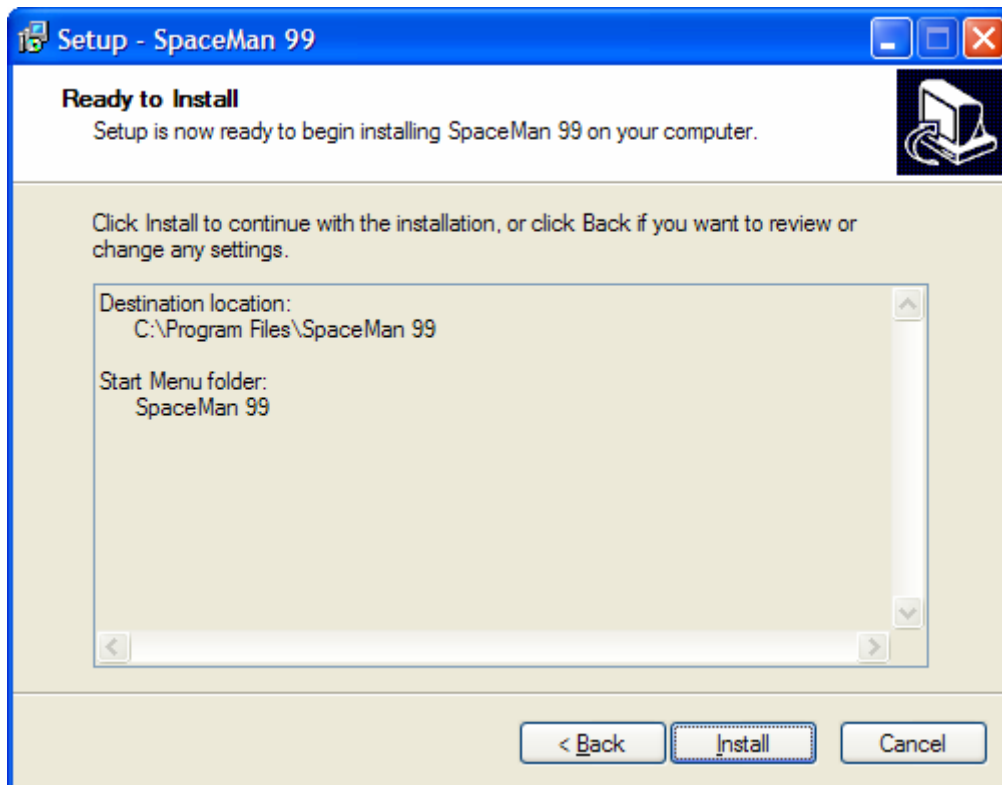 Setup - SpaceMan 99
Ready to Install
Setup is now ready to begin installing SpaceMan 99 on your computer.
Click Install to continue with the installation, or click Back if you want to review or
change any settings.
Destination location:
C:\Program Files\SpaceMan 99
Start Menu folder:
SpaceMan 99
< Back Install Cancel